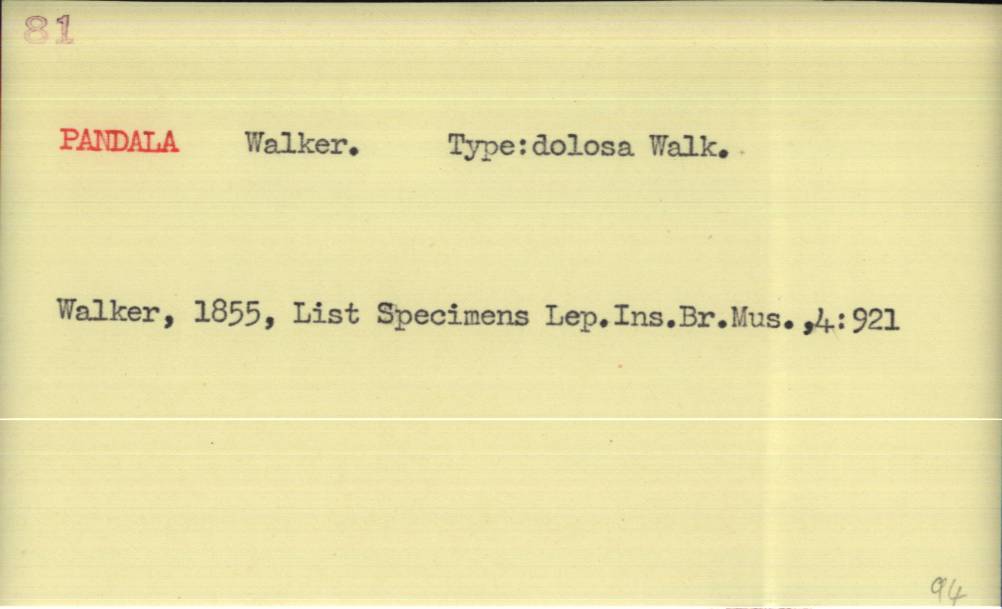 81
PANDALA Walker. Type:dolosa Walk.
Walker, 1855, List Specimens Lep.Ins.Br.Mus.,4:921
94